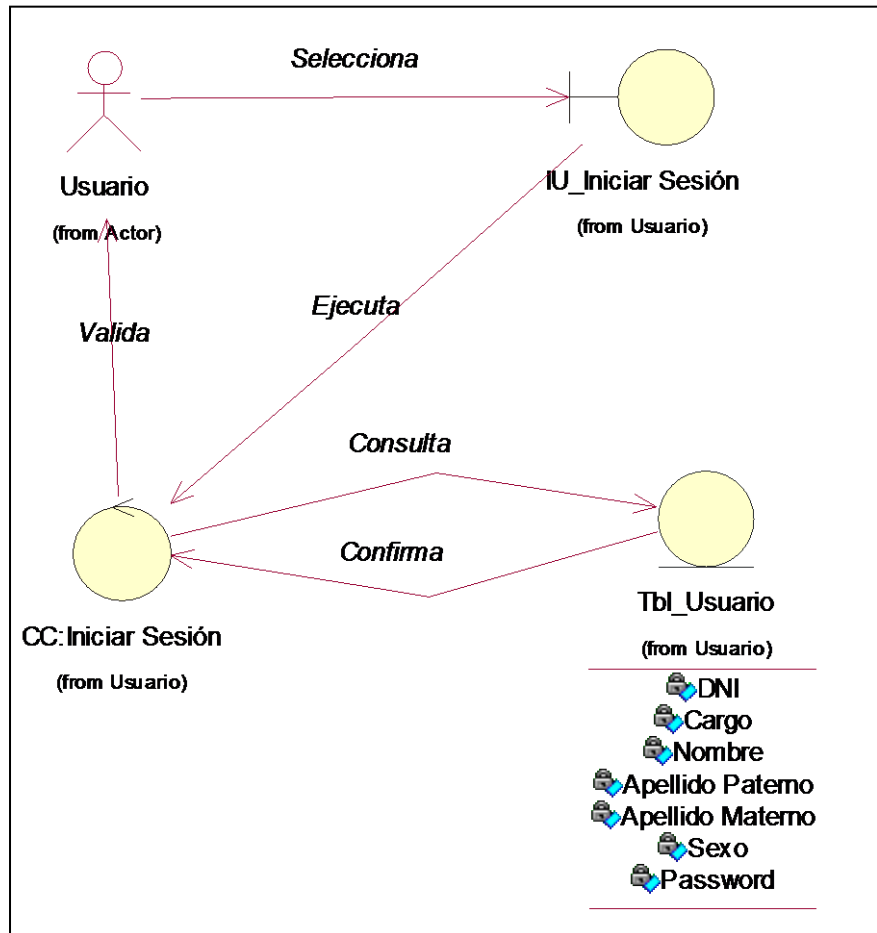 Selecciona
Usuario
(from Actor)
IU_Iniciar Sesión
(from Usuario)
Valida
Ejecuta
Consulta
Confirma
CC:Iniciar Sesión
(from Usuario)
Tbl_Usuario
(from Usuario)
DNI
Cargo
Nombre
Apellido Paterno
Apellido Materno
Sexo
Password